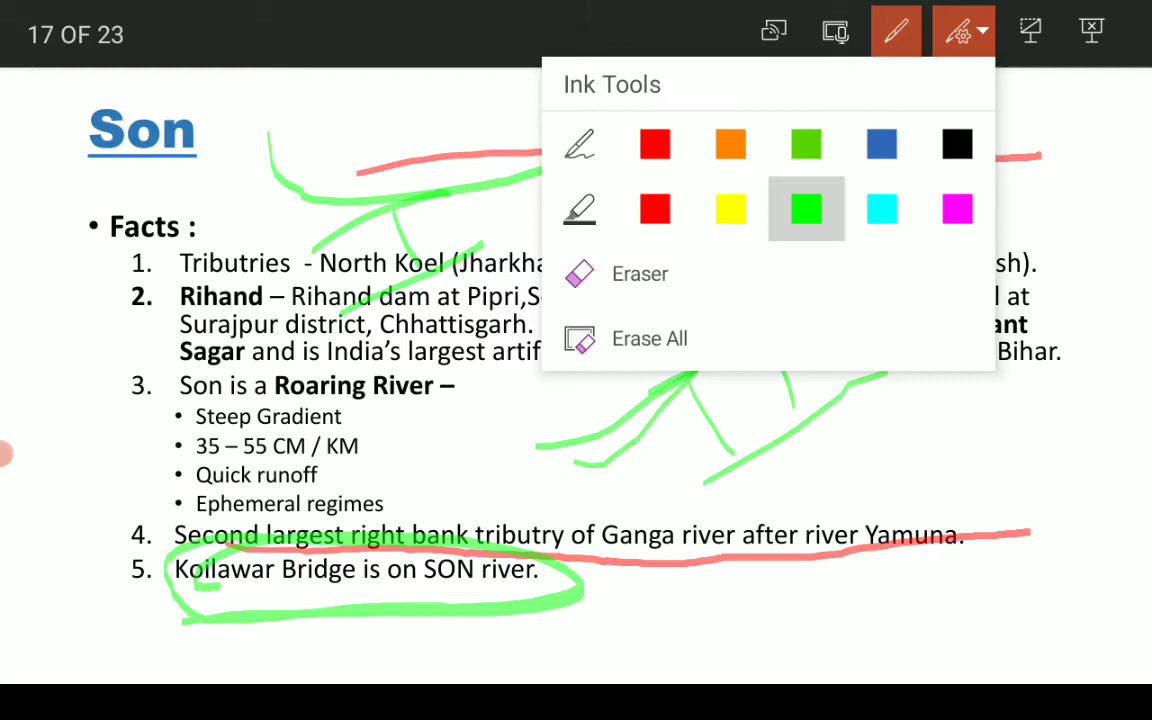 17 OF 23
Ink Tools
Eraser
Erase All
Son
• Facts :
1. Tributries - North Koel (Jharkha sh).
2. Rihand – Rihand dam at Pipri,S l at
Surajpur district, Chhattisgarh. ant
Sagar and is India's largest artif Bihar.
3. Son is a Roaring River –
• Steep Gradient
• 35 – 55 CM / KM
• Quick runoff
• Ephemeral regimes
4. Second largest right bank tributry of Ganga river after river Yamuna.
5. Koilawar Bridge is on SON river.